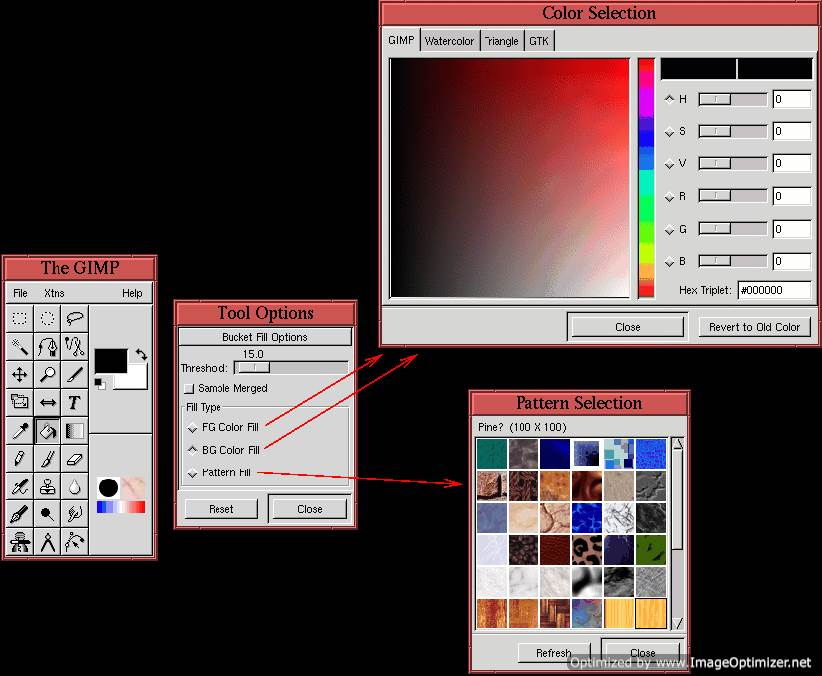 Color Selection
GIMP Watercolor Triangle GTK
H 0
S 0
V 0
R 0
G 0
B 0
Hex Triplet: #000000
Close Revert to Old Color
The GIMP
File Xtns Help
T
Tool Options
Bucket Fill Options
15.0
Threshord:
Sample Merged
Fill Type
FG Color Fill
BG Color Fill
Pattern Fill
Reset Close
Pattern Selection
Pine? (100 X 100)
Refresh Close
Optimized by www.ImageOptimizer.net